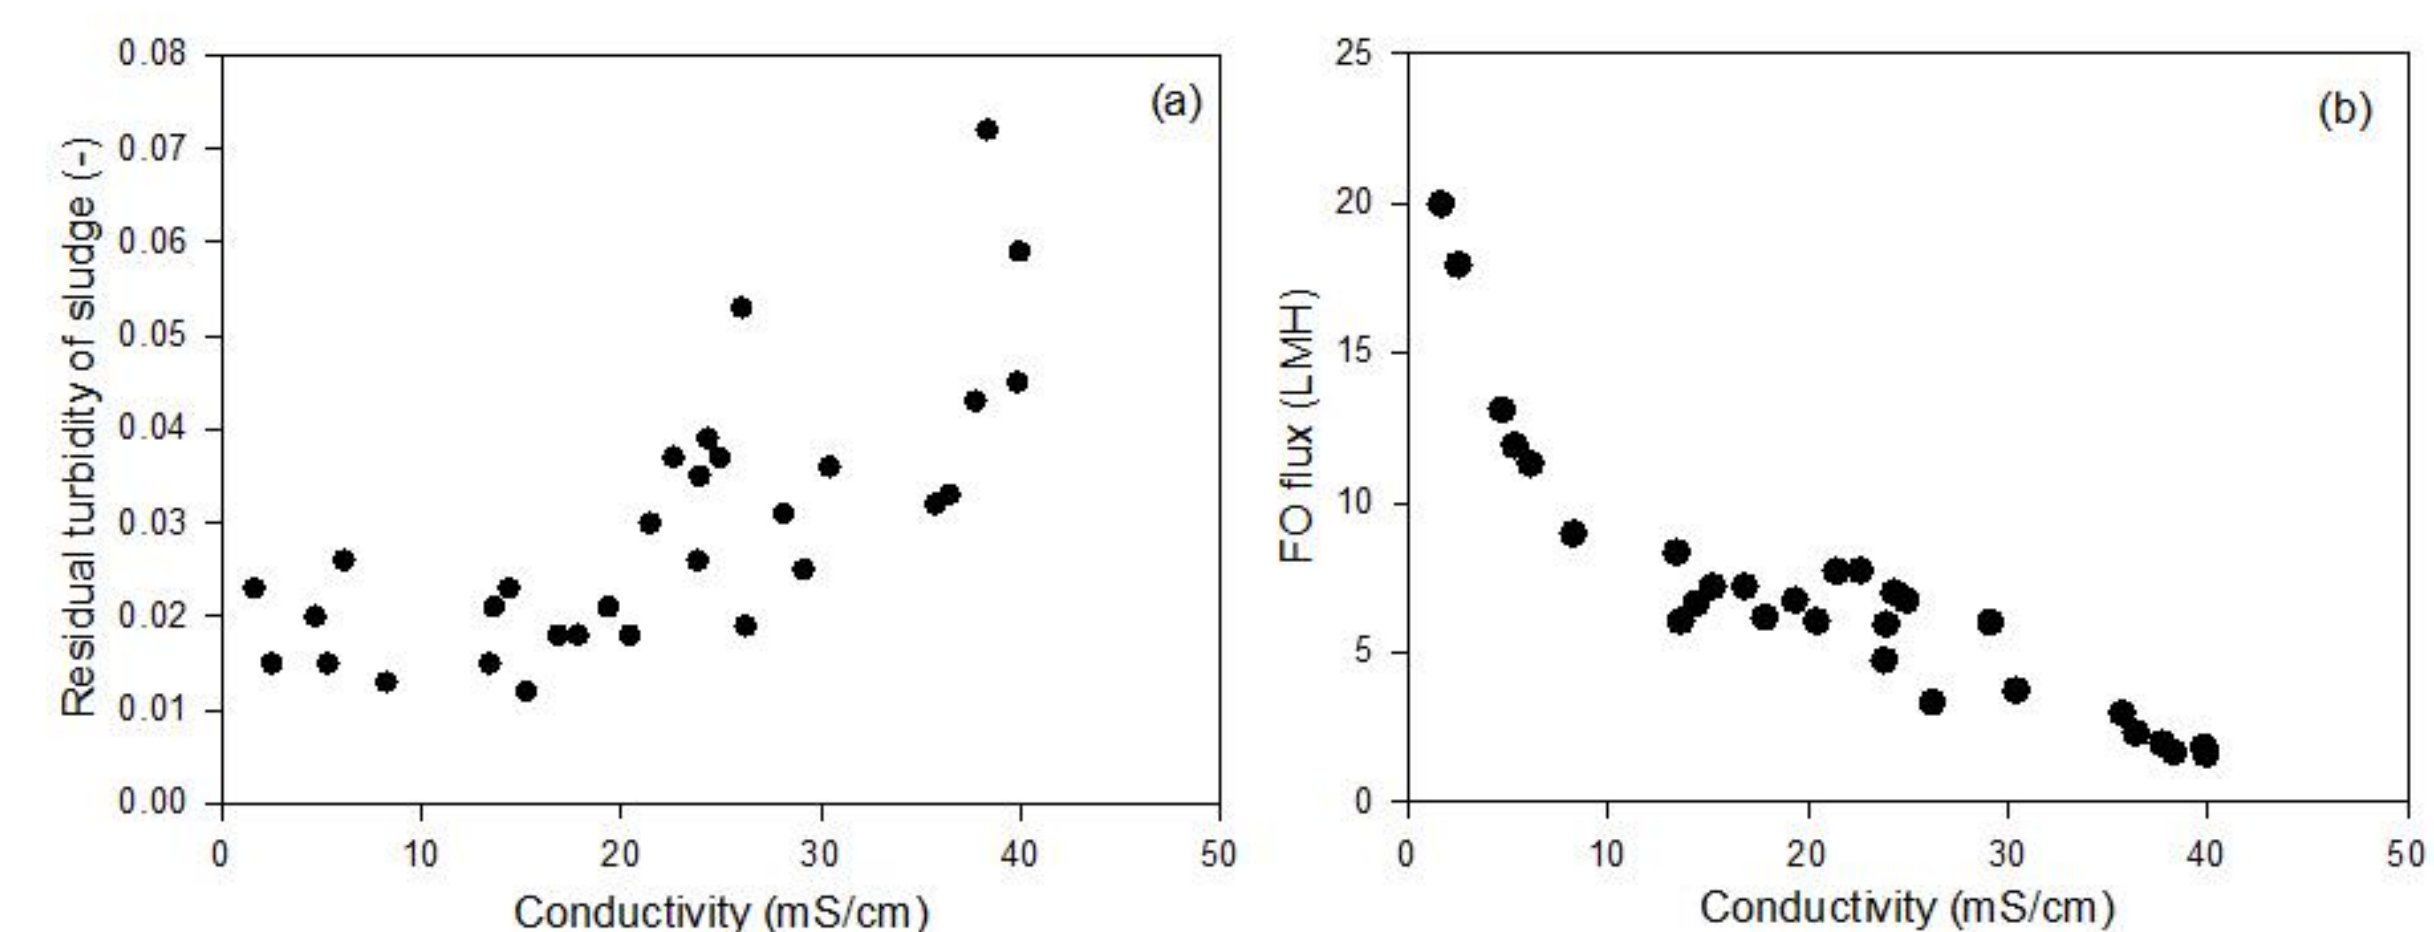 0.08
0.07
0.06
0.05
0.04
0.03
0.02
0.01
0.00
Residual turbidity of sludge (-)
(a)
0 10 20 30 40 50
Conductivity (mS/cm)
25
20
15
10
5
0
FO flux (LMH)
(b)
0 10 20 30 40 50
Conductivity (mS/cm)